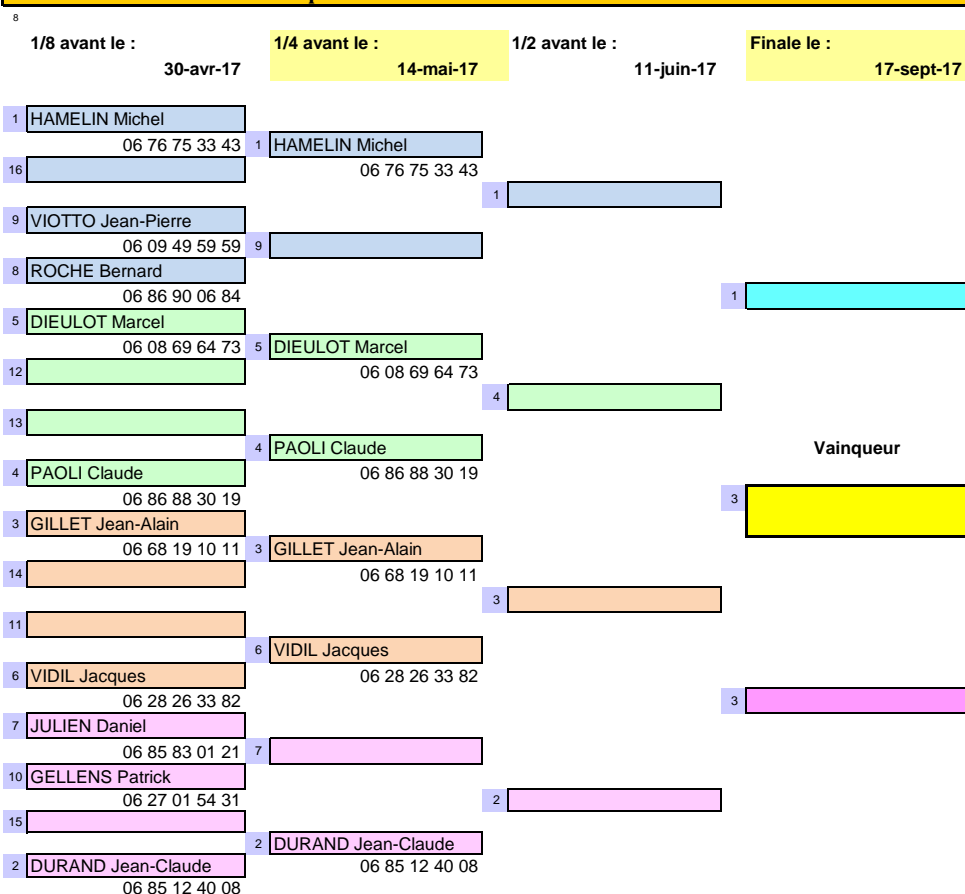 8
1/8 avant le : 1/4 avant le : 1/2 avant le : Finale le :
30-avr-17 14-mai-17 11-juin-17 17-sept-17
1 HAMELIN Michel
06 76 75 33 43 1 HAMELIN Michel
16 06 76 75 33 43
1
9 VIOTTO Jean-Pierre
06 09 49 59 59 9
8 ROCHE Bernard
06 86 90 06 84 1
5 DIEULOT Marcel
06 08 69 64 73 5 DIEULOT Marcel
12 06 08 69 64 73
4
13
4 PAOLI Claude Vainqueur
4 PAOLI Claude 06 86 88 30 19
06 86 88 30 19 3
3 GILLET Jean-Alain
06 68 19 10 11 3 GILLET Jean-Alain
14 06 68 19 10 11
3
11
6 VIDIL Jacques
6 VIDIL Jacques 06 28 26 33 82
06 28 26 33 82 3
7 JULIEN Daniel
06 85 83 01 21 7
10 GELLENS Patrick
06 27 01 54 31 2
15
2 DURAND Jean-Claude
2 DURAND Jean-Claude 06 85 12 40 08
06 85 12 40 08